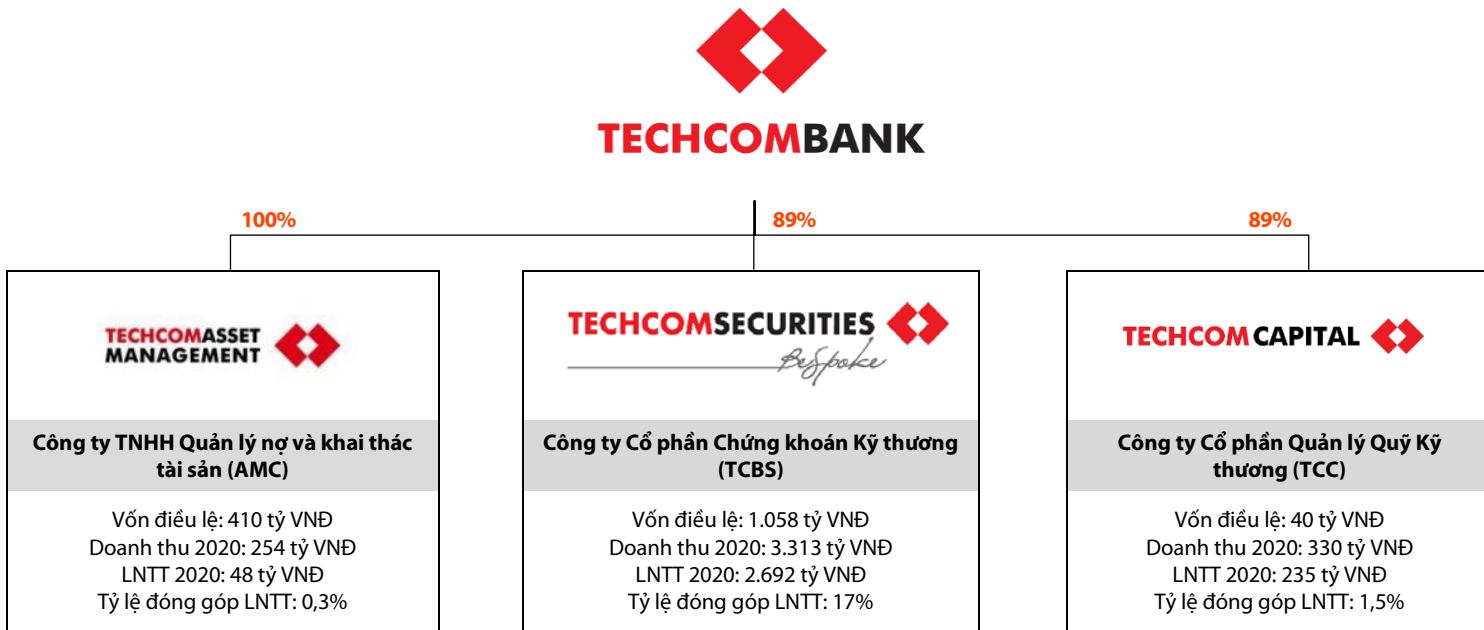 TECHCOMBANK
100%
89%
89%
TECHCOMASSET
MANAGEMENT
Công ty TNHH Quản lý nợ và khai thác
tài sản (AMC)
Vốn điều lệ: 410 tỷ VNĐ
Doanh thu 2020: 254 tỷ VNĐ
LNTT 2020: 48 tỷ VNĐ
Tỷ lệ đóng góp LNTT: 0,3%
TECHCOMSECURITIES
BeSpoke
Công ty Cổ phần Chứng khoán Kỹ thương
(TCBS)
Vốn điều lệ: 1.058 tỷ VNĐ
Doanh thu 2020: 3.313 tỷ VNĐ
LNTT 2020: 2.692 tỷ VNĐ
Tỷ lệ đóng góp LNTT: 17%
TECHCOM CAPITAL
Công ty Cổ phần Quản lý Quỹ Kỹ
thương (TCC)
Vốn điều lệ: 40 tỷ VNĐ
Doanh thu 2020: 330 tỷ VNĐ
LNTT 2020: 235 tỷ VNĐ
Tỷ lệ đóng góp LNTT: 1,5%